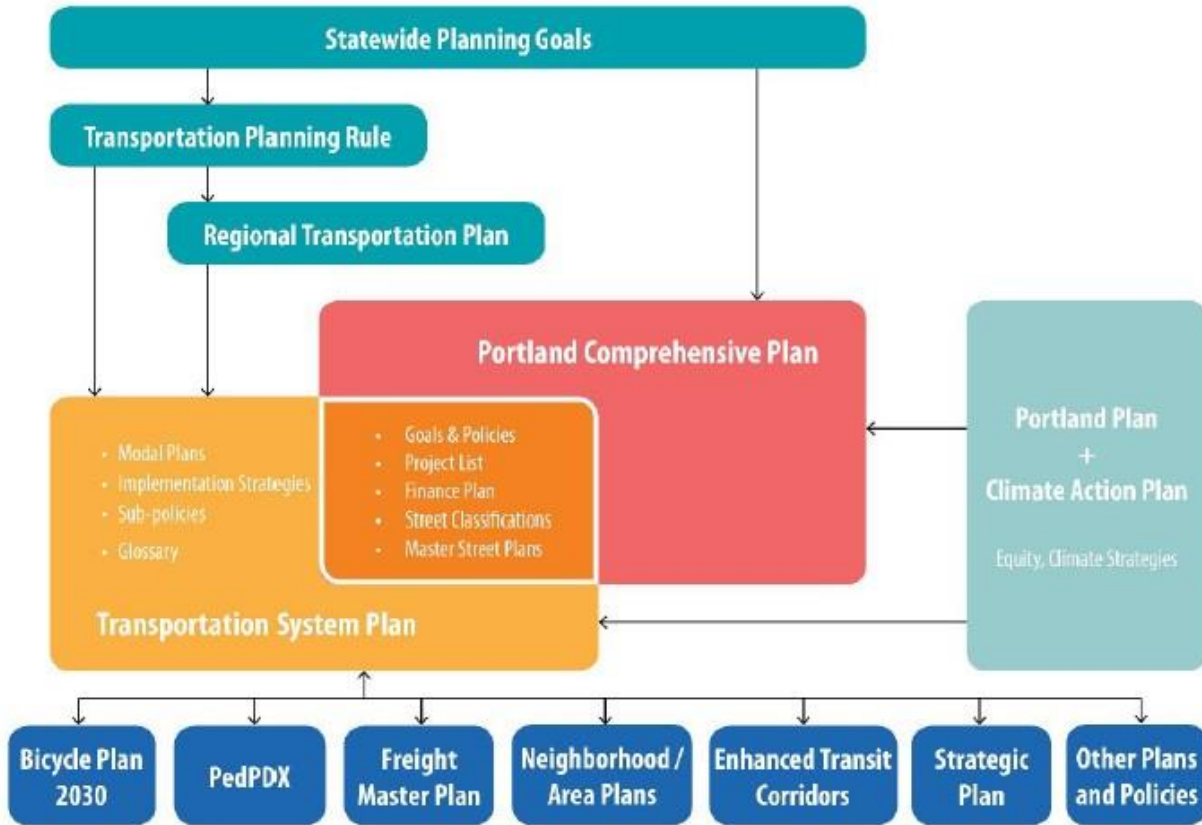 Statewide Planning Goals
Transportation Planning Rule
Regional Transportation Plan
Portland Comprehensive Plan
• Goals & Policies
• Project List
• Finance Plan
• Street Classifications
• Master Street Plans
• Modal Plans
• Implementation Strategies
• Sub-policies
• Glossary
Transportation System Plan
Portland Plan
+
Climate Action Plan
Equity, Climate Strategies
Bicycle Plan
2030
PedPDX
Freight
Master Plan
Neighborhood /
Area Plans
Enhanced Transit
Corridors
Strategic
Plan
Other Plans
and Policies